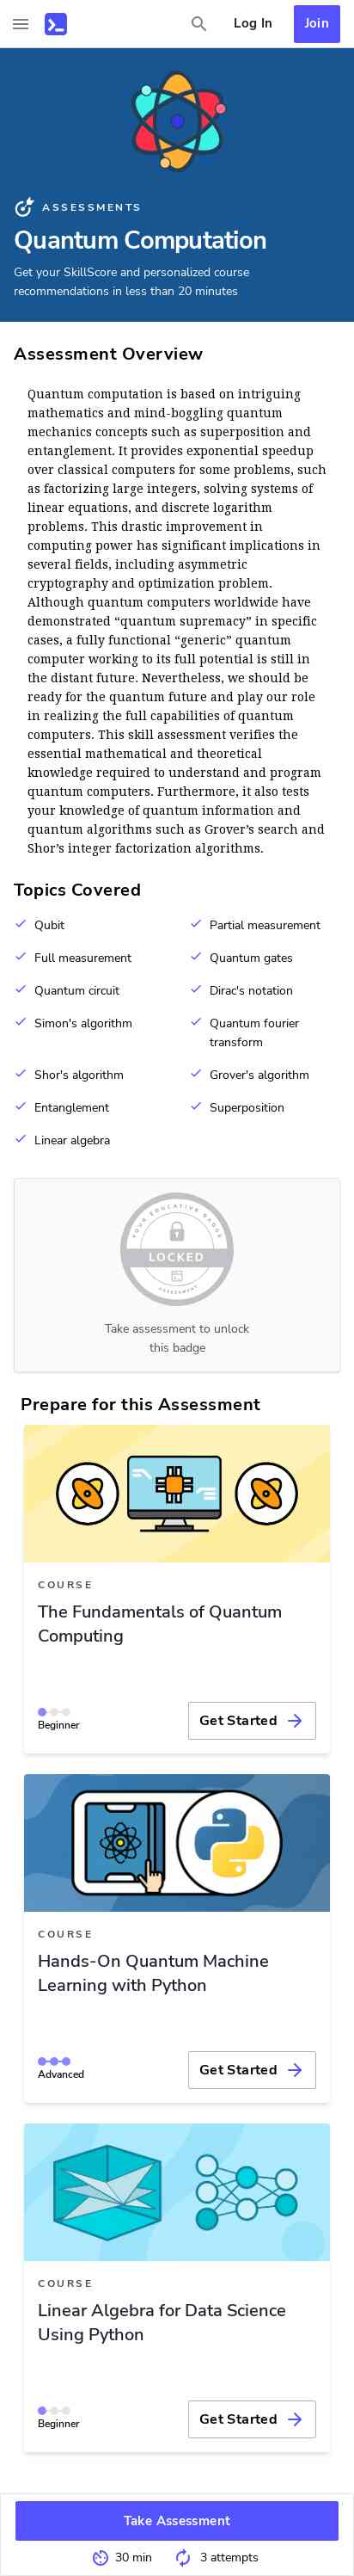 Log In
Join
ASSESSMENTS
Quantum Computation
Get your SkillScore and personalized course
recommendations in less than 20 minutes
Assessment Overview
Quantum computation is based on intriguing
mathematics and mind-boggling quantum
mechanics concepts such as superposition and
entanglement. It provides exponential speedup
over classical computers for some problems, such
as factorizing large integers, solving systems of
linear equations, and discrete logarithm
problems. This drastic improvement in
computing power has significant implications in
several fields, including asymmetric
cryptography and optimization problem.
Although quantum computers worldwide have
demonstrated “quantum supremacy” in specific
cases, a fully functional “generic” quantum
computer working to its full potential is still in
the distant future. Nevertheless, we should be
ready for the quantum future and play our role
in realizing the full capabilities of quantum
computers. This skill assessment verifies the
essential mathematical and theoretical
knowledge required to understand and program
quantum computers. Furthermore, it also tests
your knowledge of quantum information and
quantum algorithms such as Grover’s search and
Shor’s integer factorization algorithms.
Topics Covered
Qubit
Partial measurement
Full measurement
Quantum gates
Quantum circuit
Dirac's notation
Simon's algorithm
Quantum fourier
transform
Shor's algorithm
Grover's algorithm
Entanglement
Superposition
Linear algebra
YOUR EDUCATIVE BADGE
LOCKED
ASSESSMENT
Take assessment to unlock
this badge
Prepare for this Assessment
COURSE
The Fundamentals of Quantum
Computing
Beginner
Get Started
COURSE
Hands-On Quantum Machine
Learning with Python
Advanced
Get Started
COURSE
Linear Algebra for Data Science
Using Python
Beginner
Get Started
Take Assessment
30 min
3 attempts